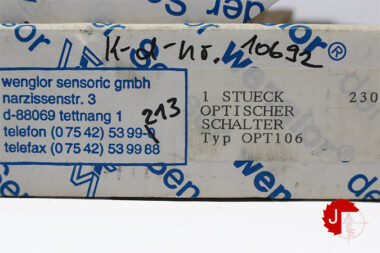 wenglor
K-d-nr. 10692
wenglor sensoric gmbh
narzissenstr. 3
d-88069 tettnang 1
213
telefon (0 75 42) 53 99-
telefax (0 75 42) 53 99 88
1 STUECK 230
OPTISCHER
SCHALTER
Typ OPT106
wenglor